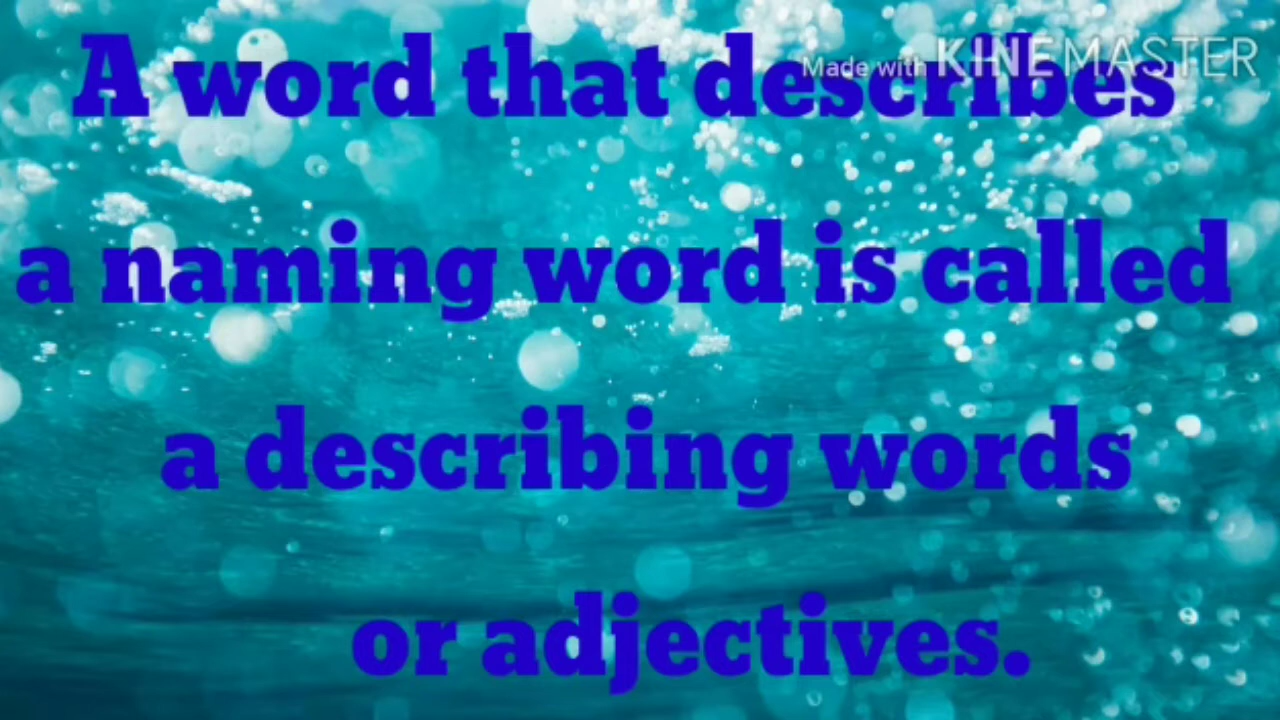 Made with KINEMASTER
A word that describes
a naming word is called
a describing words
or adjectives.